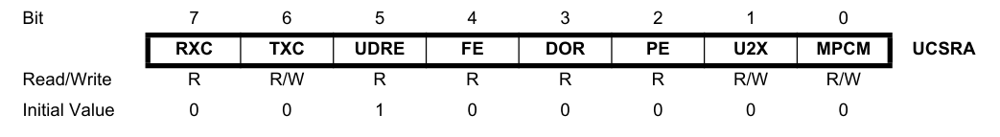 Bit 7 6 5 4 3 2 1 0
RXC TXC UDRE FE DOR PE U2X MPCM UCSRA
Read/Write R R/W R R R R R/W R/W
Initial Value 0 0 1 0 0 0 0 0